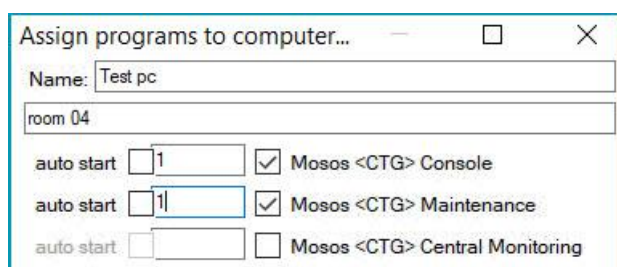 Assign programs to computer...
Name: Test pc
room 04
auto start 1 Mosos <CTG> Console
auto start 1 Mosos <CTG> Maintenance
auto start Mosos <CTG> Central Monitoring